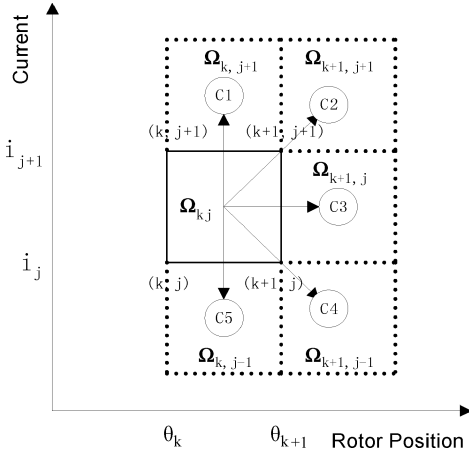 Current
Ω k, j+1
Ω k+1, j+1
C1
C2
(k, j+1)
(k+1, j+1)
i j+1
Ω k+1, j
Ω kj
C3
i j
(k, j)
(k+1, j)
C5
C4
Ω k, j-1
Ω k+1, j-1
θ k
θ k+1
Rotor Position